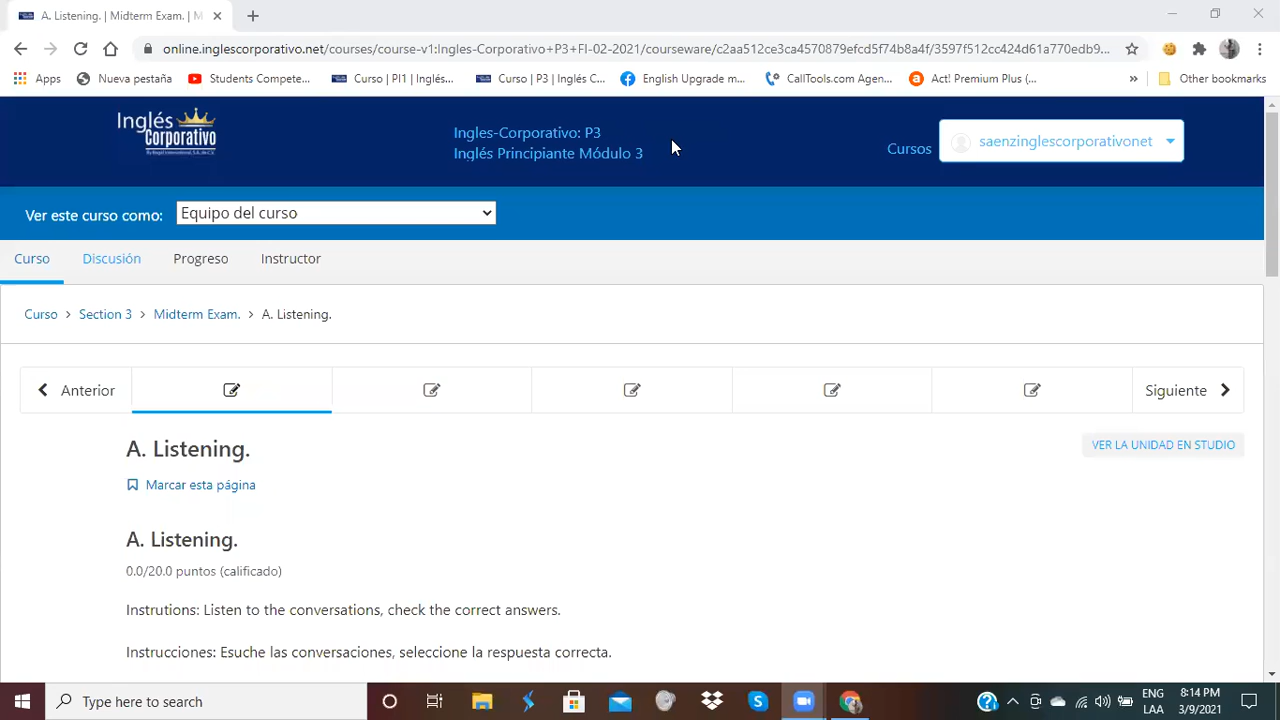 A. Listening. | Midterm Exam. | M
online.inglescorporativo.net/courses/course-v1:Ingles-Corporativo+P3+FI-02-2021/courseware/c2aa512ce3ca4570879efcd5f74b8a4f/3597f512cc424d61a770edb9...
Apps Nueva pestaña Students Compete... Curso | PI1 | Inglés... Curso | P3 | Inglés C... English Upgrade m... CallTools.com Agen... Act! Premium Plus (... » Other bookmarks
Inglés
Corporativo
Ingles-Corporativo: P3
Inglés Principiante Módulo 3
Cursos
saenzinglescorporativonet
Ver este curso como: Equipo del curso
Curso Discusión Progreso Instructor
Curso > Section 3 > Midterm Exam. > A. Listening.
Anterior Siguiente
A. Listening.
VER LA UNIDAD EN STUDIO
Marcar esta página
A. Listening.
0.0/20.0 puntos (calificado)
Instrutions: Listen to the conversations, check the correct answers.
Instrucciones: Esuche las conversaciones, seleccione la respuesta correcta.
Type here to search
ENG
LAA
8:14 PM
3/9/2021